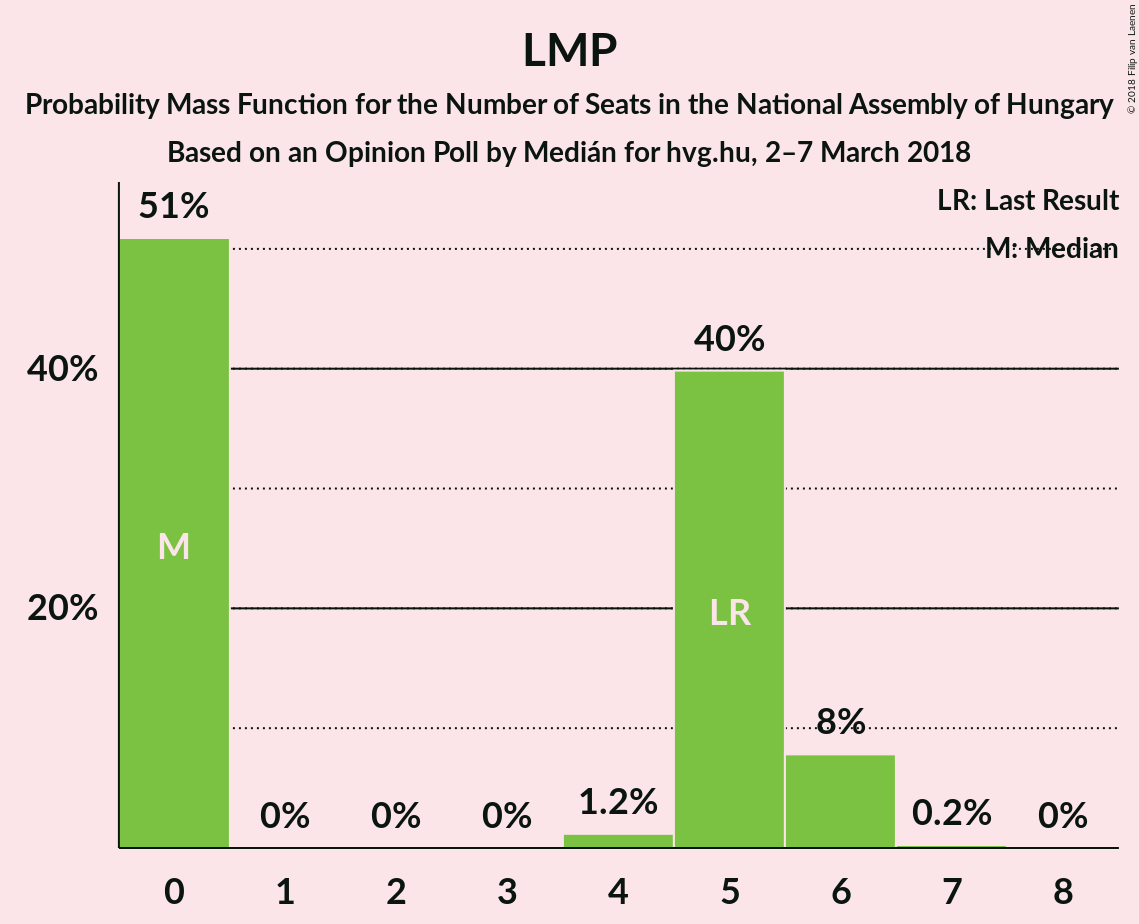 LMP
Probability Mass Function for the Number of Seats in the National Assembly of Hungary
Based on an Opinion Poll by Medián for hvg.hu, 2–7 March 2018
© 2018 Filip van Laenen
LR: Last Result
M: Median
51%
40%
40%
20%
M
LR
8%
0%
0%
0%
1.2%
0.2%
0%
0 1 2 3 4 5 6 7 8